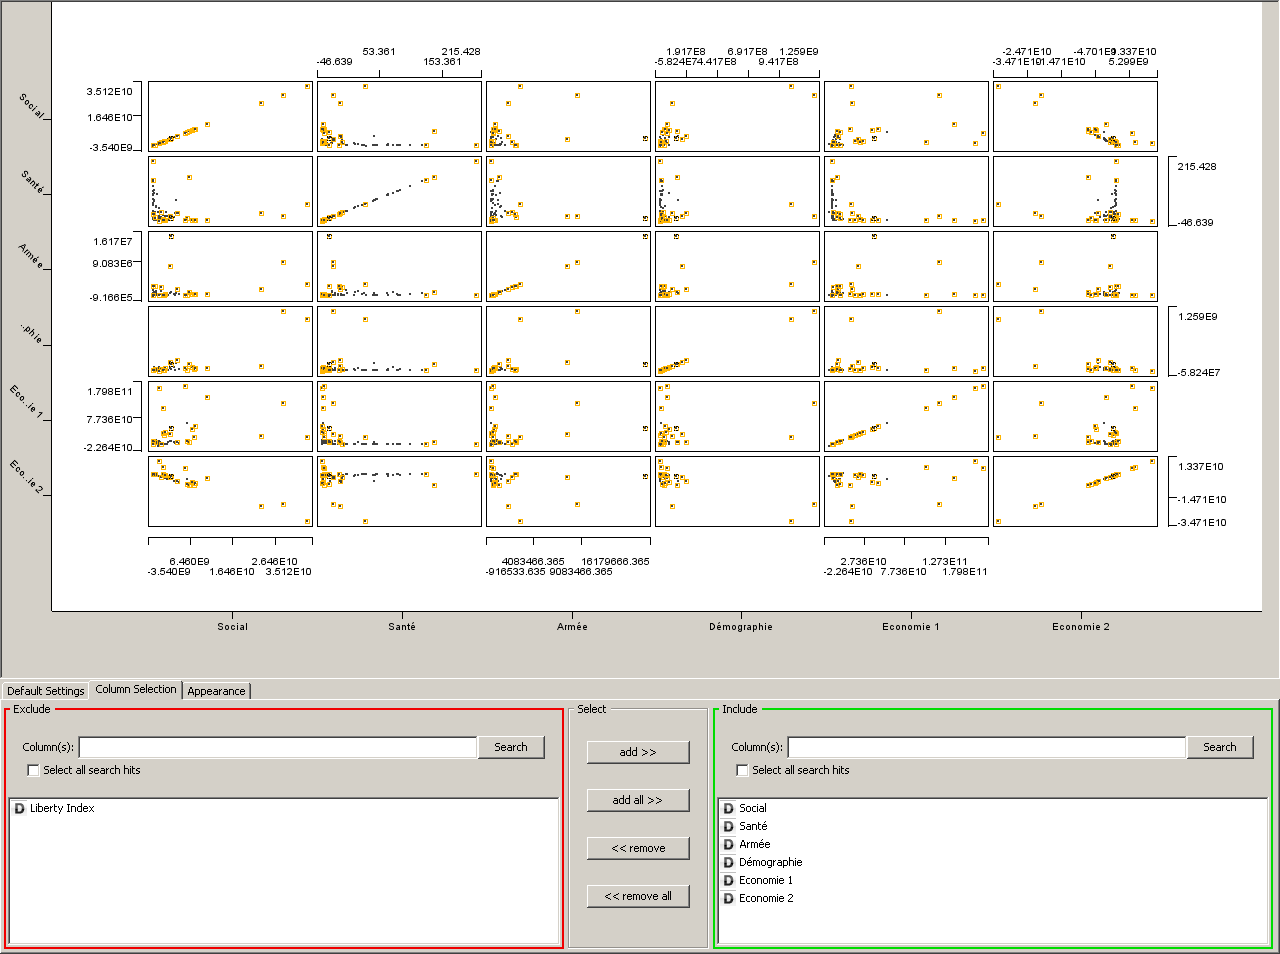 53.361 215.428 1.917E8 6.917E8 1.259E9 -2.471E10 1.337E10
-46.639 153.361 4.417E8 9.417E8 5.299E9
Social
3.512E10
1.646E10
-3.540E9
Santé
215.428
-46.639
Armée
1.617E7
9.083E6
-9.166E5
..phie
1.259E9
-5.824E7
Eco..ie 1
1.798E11
7.736E10
-2.264E10
Eco..ie 2
1.337E10
-1.471E10
-3.471E10
6.460E9 2.646E10 4083466.365 16179666.365 2.736E10 1.273E11
-3.540E9 1.646E10 3.512E10 -916533.635 9083466.365 -2.264E10 7.736E10 1.798E11
Social Santé Armée Démographie Economie 1 Economie 2
Default Settings Column Selection Appearance
Exclude Select Include
Column(s): Search add >> Column(s): Search
Select all search hits Select all search hits
add all >>
Liberty Index Social
Santé
<< remove Armée
Démographie
Economie 1
<< remove all Economie 2